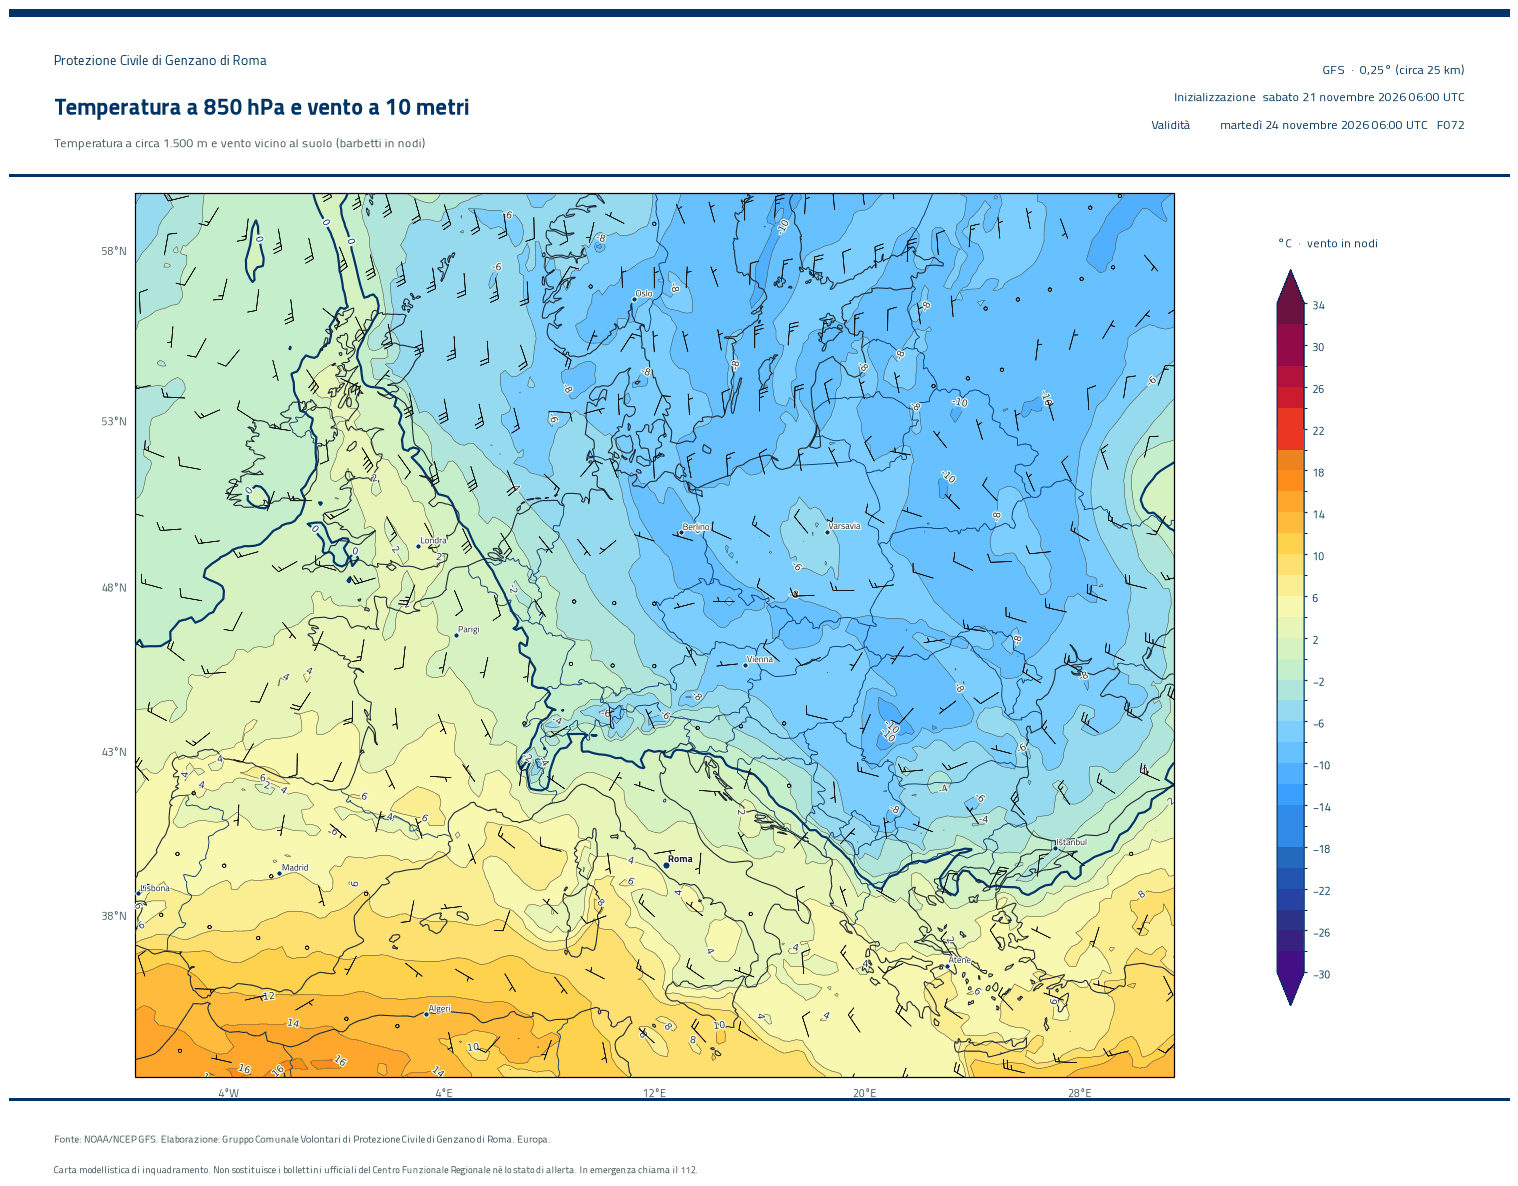 Protezione Civile di Genzano di Roma
Temperatura a 850 hPa e vento a 10 metri
Temperatura a circa 1.500 m e vento vicino al suolo (barbetti in nodi)
GFS · 0,25° (circa 25 km)
Inizializzazione sabato 21 novembre 2026 06:00 UTC
Validità martedì 24 novembre 2026 06:00 UTC F072
°C · vento in nodi
34
30
26
22
18
14
10
6
2
−2
−6
−10
−14
−18
−22
−26
−30
58°N
53°N
48°N
43°N
38°N
4°W
4°E
12°E
20°E
28°E
Oslo
Berlino
Varsavia
Londra
Parigi
Vienna
Roma
Madrid
Lisbona
Istanbul
Atene
Algeri
Fonte: NOAA/NCEP GFS. Elaborazione: Gruppo Comunale Volontari di Protezione Civile di Genzano di Roma. Europa.
Carta modellistica di inquadramento. Non sostituisce i bollettini ufficiali del Centro Funzionale Regionale né lo stato di allerta. In emergenza chiama il 112.